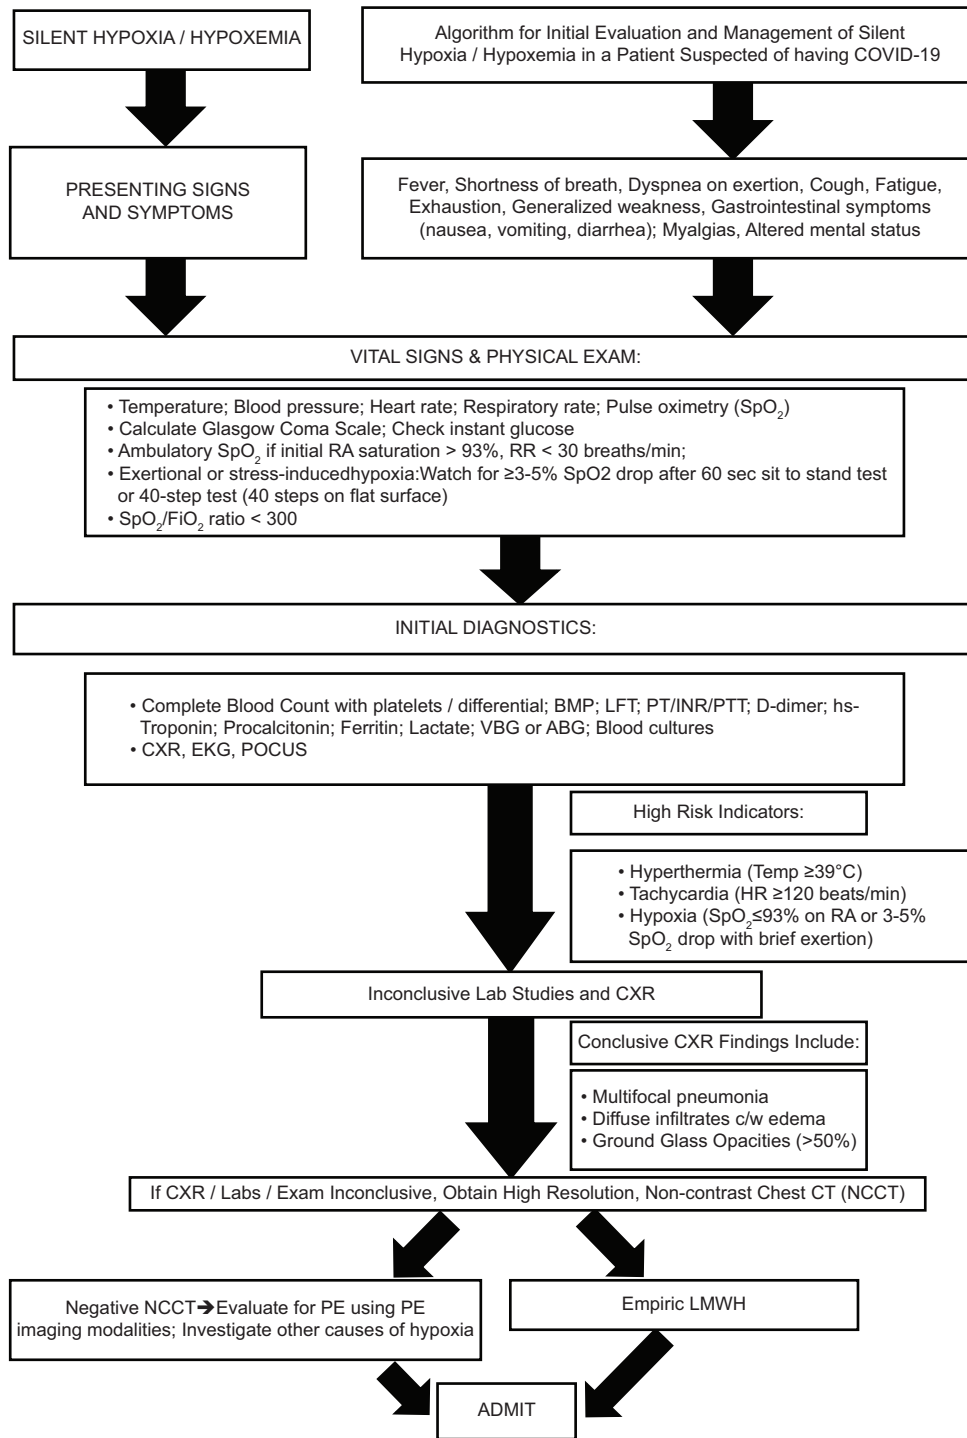 SILENT HYPOXIA / HYPOXEMIA
Algorithm for Initial Evaluation and Management of Silent
Hypoxia / Hypoxemia in a Patient Suspected of having COVID-19
PRESENTING SIGNS
AND SYMPTOMS
Fever, Shortness of breath, Dyspnea on exertion, Cough, Fatigue,
Exhaustion, Generalized weakness, Gastrointestinal symptoms
(nausea, vomiting, diarrhea); Myalgias, Altered mental status
VITAL SIGNS & PHYSICAL EXAM:
• Temperature; Blood pressure; Heart rate; Respiratory rate; Pulse oximetry (SpO₂)
• Calculate Glasgow Coma Scale; Check instant glucose
• Ambulatory SpO₂ if initial RA saturation > 93%, RR < 30 breaths/min;
• Exertional or stress-inducedhypoxia:Watch for ≥3-5% SpO2 drop after 60 sec sit to stand test
or 40-step test (40 steps on flat surface)
• SpO₂/FiO₂ ratio < 300
INITIAL DIAGNOSTICS:
• Complete Blood Count with platelets / differential; BMP; LFT; PT/INR/PTT; D-dimer; hs-
Troponin; Procalcitonin; Ferritin; Lactate; VBG or ABG; Blood cultures
• CXR, EKG, POCUS
High Risk Indicators:
• Hyperthermia (Temp ≥39°C)
• Tachycardia (HR ≥120 beats/min)
• Hypoxia (SpO₂≤93% on RA or 3-5%
SpO₂ drop with brief exertion)
Inconclusive Lab Studies and CXR
Conclusive CXR Findings Include:
• Multifocal pneumonia
• Diffuse infiltrates c/w edema
• Ground Glass Opacities (>50%)
If CXR / Labs / Exam Inconclusive, Obtain High Resolution, Non-contrast Chest CT (NCCT)
Negative NCCT➔Evaluate for PE using PE
imaging modalities; Investigate other causes of hypoxia
Empiric LMWH
ADMIT